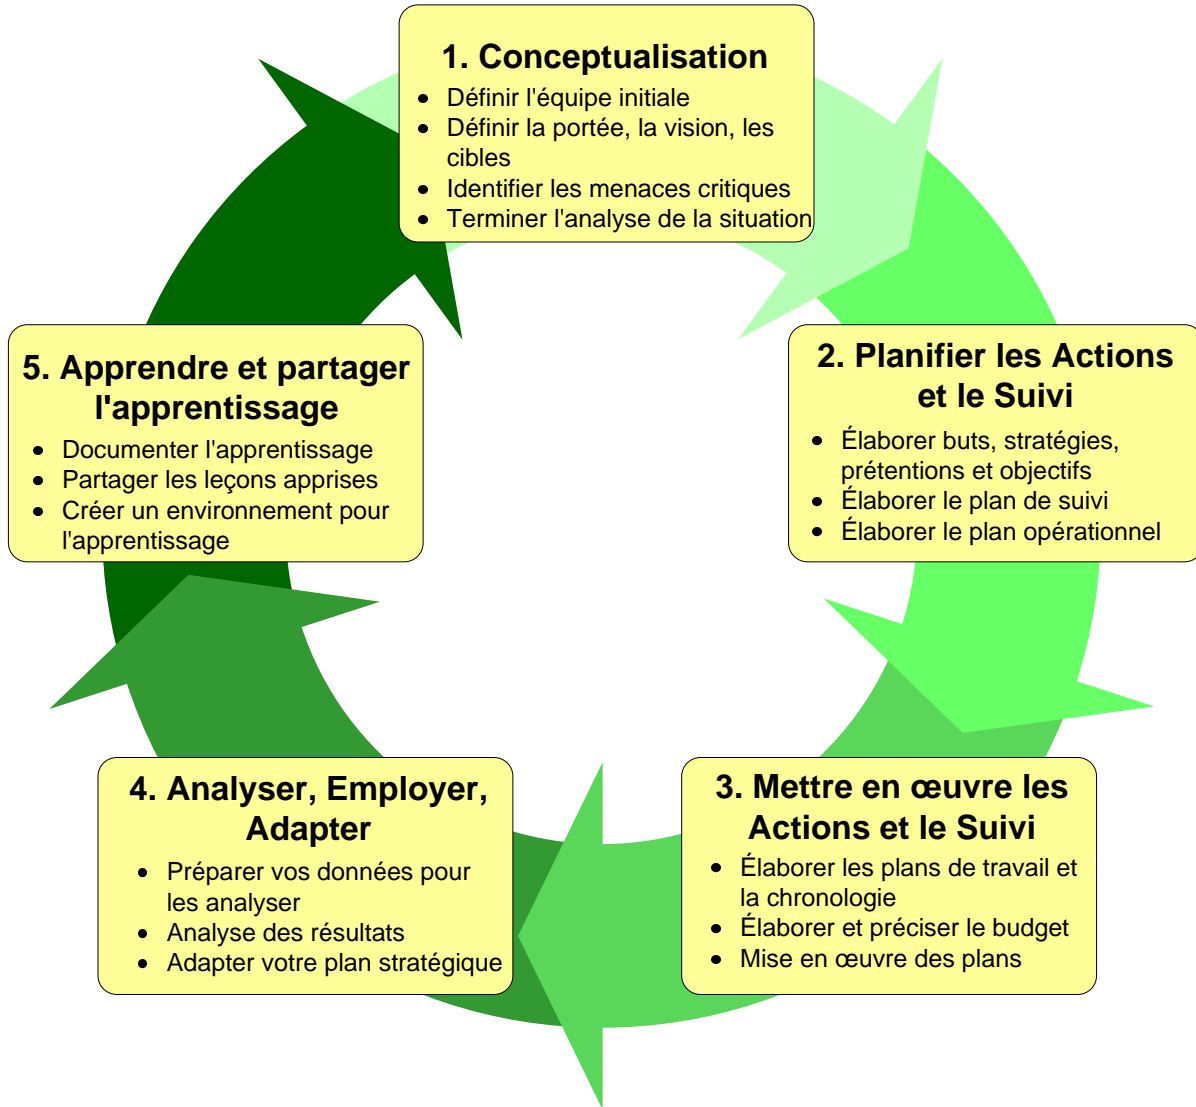 1. Conceptualisation
• Définir l'équipe initiale
• Définir la portée, la vision, les
cibles
• Identifier les menaces critiques
• Terminer l'analyse de la situation
2. Planifier les Actions
et le Suivi
• Élaborer buts, stratégies,
prétentions et objectifs
• Élaborer le plan de suivi
• Élaborer le plan opérationnel
3. Mettre en œuvre les
Actions et le Suivi
• Élaborer les plans de travail et
la chronologie
• Élaborer et préciser le budget
• Mise en œuvre des plans
4. Analyser, Employer,
Adapter
• Préparer vos données pour
les analyser
• Analyse des résultats
• Adapter votre plan stratégique
5. Apprendre et partager
l'apprentissage
• Documenter l'apprentissage
• Partager les leçons apprises
• Créer un environnement pour
l'apprentissage